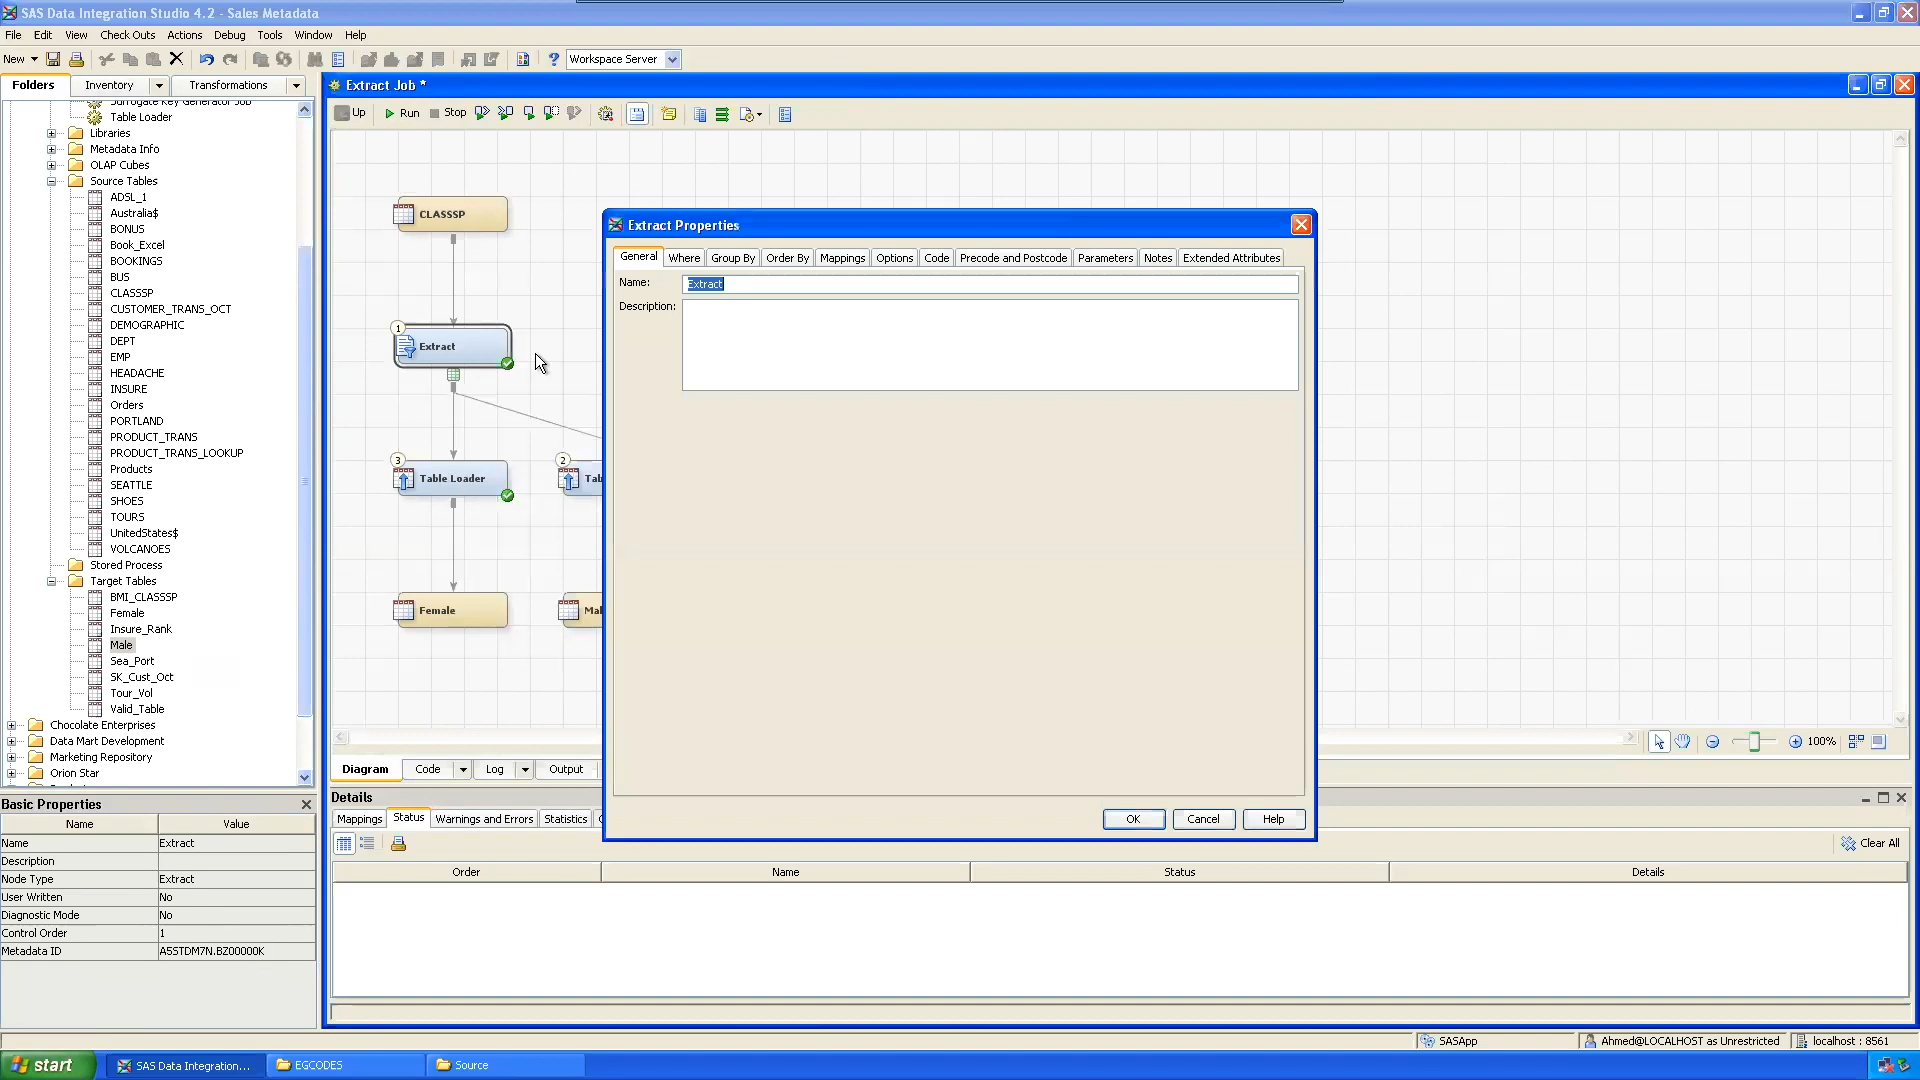 SAS Data Integration Studio 4.2 - Sales Metadata
File Edit View Check Outs Actions Debug Tools Window Help
New Workspace Server
Folders Inventory Transformations
Surrogate Key Generator Job
Table Loader
Libraries
Metadata Info
OLAP Cubes
Source Tables
ADSL_1
Australia$
BONUS
Book_Excel
BOOKINGS
BUS
CLASSSP
CUSTOMER_TRANS_OCT
DEMOGRAPHIC
DEPT
EMP
HEADACHE
INSURE
Orders
PORTLAND
PRODUCT_TRANS
PRODUCT_TRANS_LOOKUP
Products
SEATTLE
SHOES
TOURS
UnitedStates$
VOLCANOES
Stored Process
Target Tables
BMI_CLASSSP
Female
Insure_Rank
Male
Sea_Port
SK_Cust_Oct
Tour_Vol
Valid_Table
Chocolate Enterprises
Data Mart Development
Marketing Repository
Orion Star
Basic Properties
Name Value
Name Extract
Description
Node Type Extract
User Written No
Diagnostic Mode No
Control Order 1
Metadata ID A5STDM7N.BZ00000K
Extract Job *
Up Run Stop
CLASSSP
1
Extract
3
Table Loader
2
Tab
Female
Mal
Extract Properties
General Where Group By Order By Mappings Options Code Precode and Postcode Parameters Notes Extended Attributes
Name: Extract
Description:
OK Cancel Help
100%
Diagram Code Log Output
Details
Mappings Status Warnings and Errors Statistics
Clear All
Order Name Status Details
SASApp Ahmed@LOCALHOST as Unrestricted localhost : 8561
start SAS Data Integration... EGCODES Source